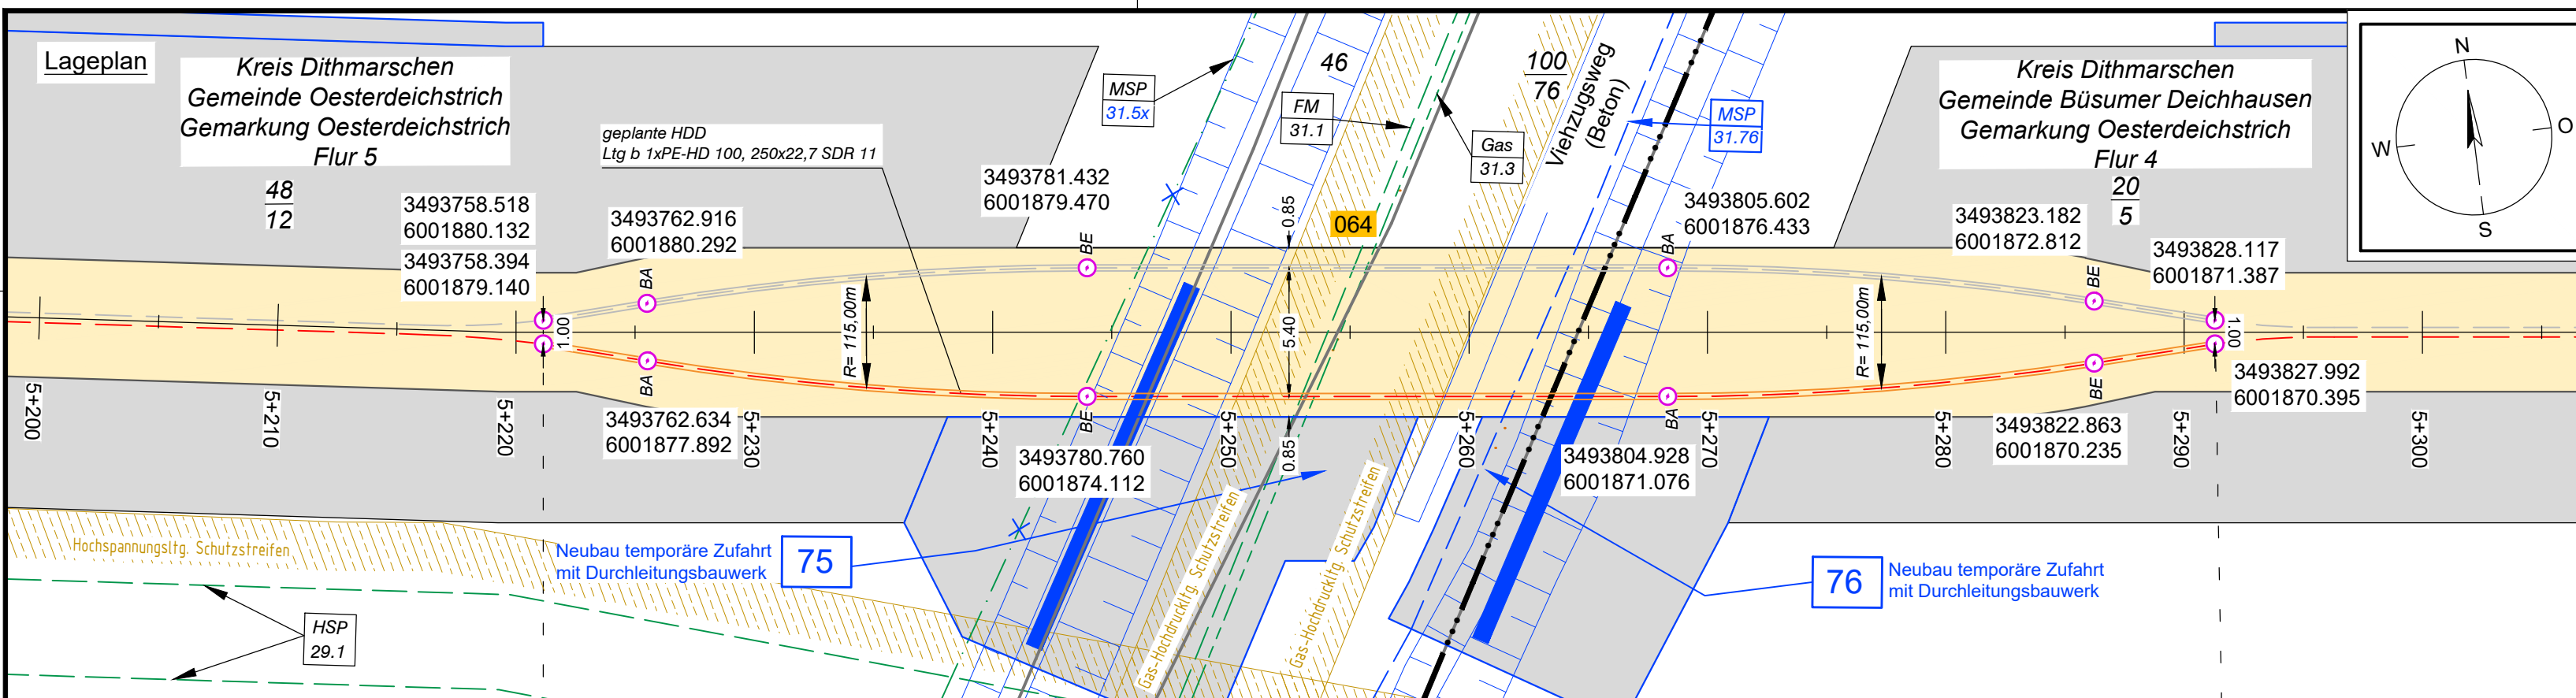 Lageplan
Kreis Dithmarschen
Gemeinde Oesterdeichstrich
Gemarkung Oesterdeichstrich
Flur 5
48
12
geplante HDD
Ltg b 1xPE-HD 100, 250x22,7 SDR 11
3493758.518
6001880.132
3493758.394
6001879.140
3493762.916
6001880.292
3493781.432
6001879.470
MSP
31.5x
46
FM
31.1
Gas
31.3
100
76
Viehzugsweg
(Beton)
MSP
31.76
064
0.85
3493805.602
6001876.433
Kreis Dithmarschen
Gemeinde Büsumer Deichhausen
Gemarkung Oesterdeichstrich
Flur 4
20
5
3493823.182
6001872.812
3493828.117
6001871.387
N
O
S
W
BA
BE
BA
BE
1.00
R= 115,00m
5.40
R= 115,00m
1.00
BA
BE
BA
BE
5+200
5+210
5+220
5+230
5+240
5+250
5+260
5+270
5+280
5+290
5+300
3493762.634
6001877.892
3493780.760
6001874.112
0.85
3493804.928
6001871.076
3493822.863
6001870.235
3493827.992
6001870.395
Hochspannungsltg. Schutzstreifen
Neubau temporäre Zufahrt
mit Durchleitungsbauwerk
75
Gas-Hochdruckltg. Schutzstreifen
Gas-Hochdruckltg. Schutzstreifen
76
Neubau temporäre Zufahrt
mit Durchleitungsbauwerk
HSP
29.1